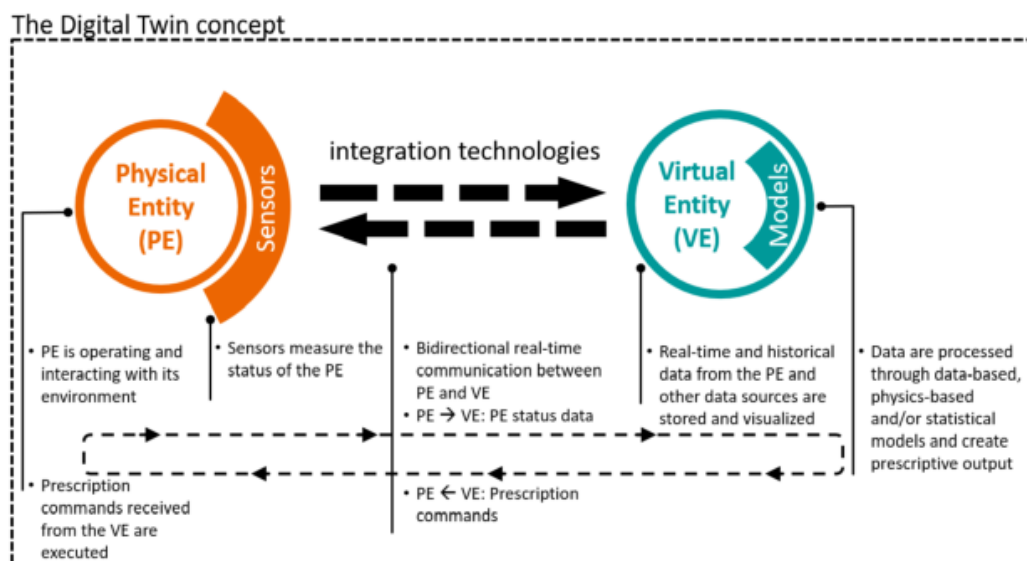 The Digital Twin concept
Physical
Entity
(PE)
Sensors
integration technologies
Virtual
Entity
(VE)
Models
• PE is operating and
interacting with its
environment
• Sensors measure the
status of the PE
• Bidirectional real-time
communication between
PE and VE
• PE → VE: PE status data
• Real-time and historical
data from the PE and
other data sources are
stored and visualized
• Data are processed
through data-based,
physics-based
and/or statistical
models and create
prescriptive output
• Prescription
commands received
from the VE are
executed
• PE ← VE: Prescription
commands